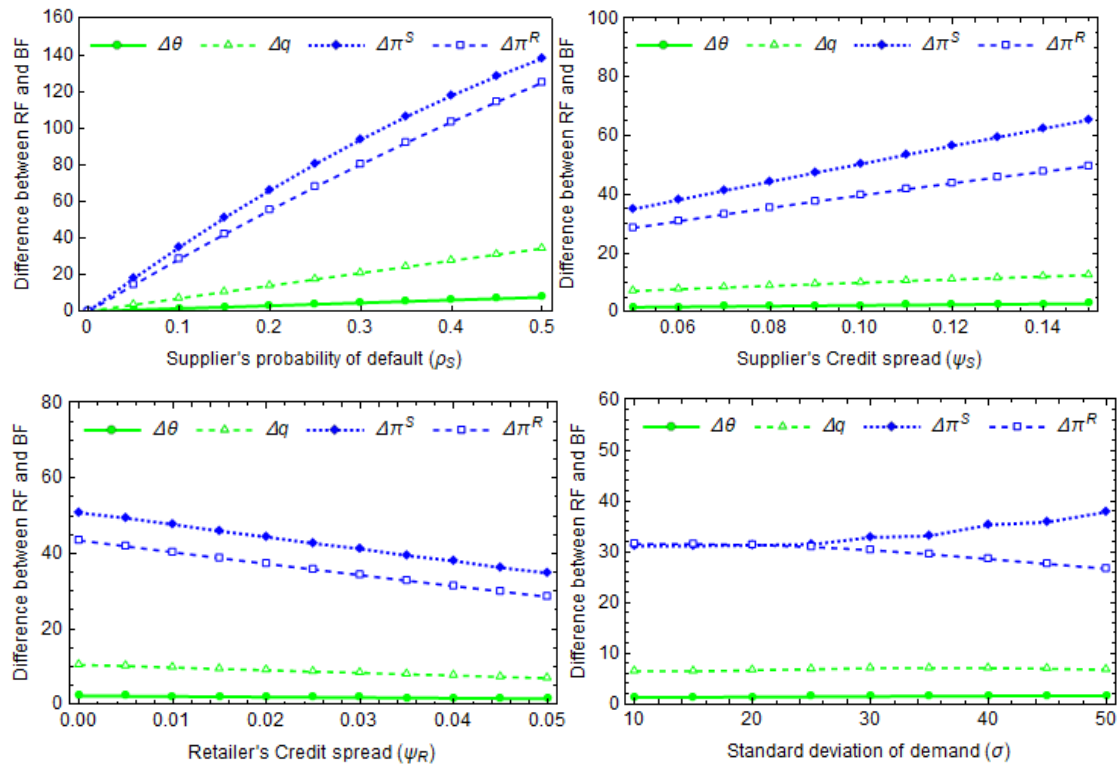 160
140
120
100
80
60
40
20
0
Difference between RF and BF
Δθ Δq Δπ^S Δπ^R
0 0.1 0.2 0.3 0.4 0.5
Supplier's probability of default (ρ_S)
100
80
60
40
20
0
Difference between RF and BF
Δθ Δq Δπ^S Δπ^R
0.06 0.08 0.10 0.12 0.14
Supplier's Credit spread (ψ_S)
80
60
40
20
0
Difference between RF and BF
Δθ Δq Δπ^S Δπ^R
0.00 0.01 0.02 0.03 0.04 0.05
Retailer's Credit spread (ψ_R)
60
50
40
30
20
10
0
Difference between RF and BF
Δθ Δq Δπ^S Δπ^R
10 20 30 40 50
Standard deviation of demand (σ)